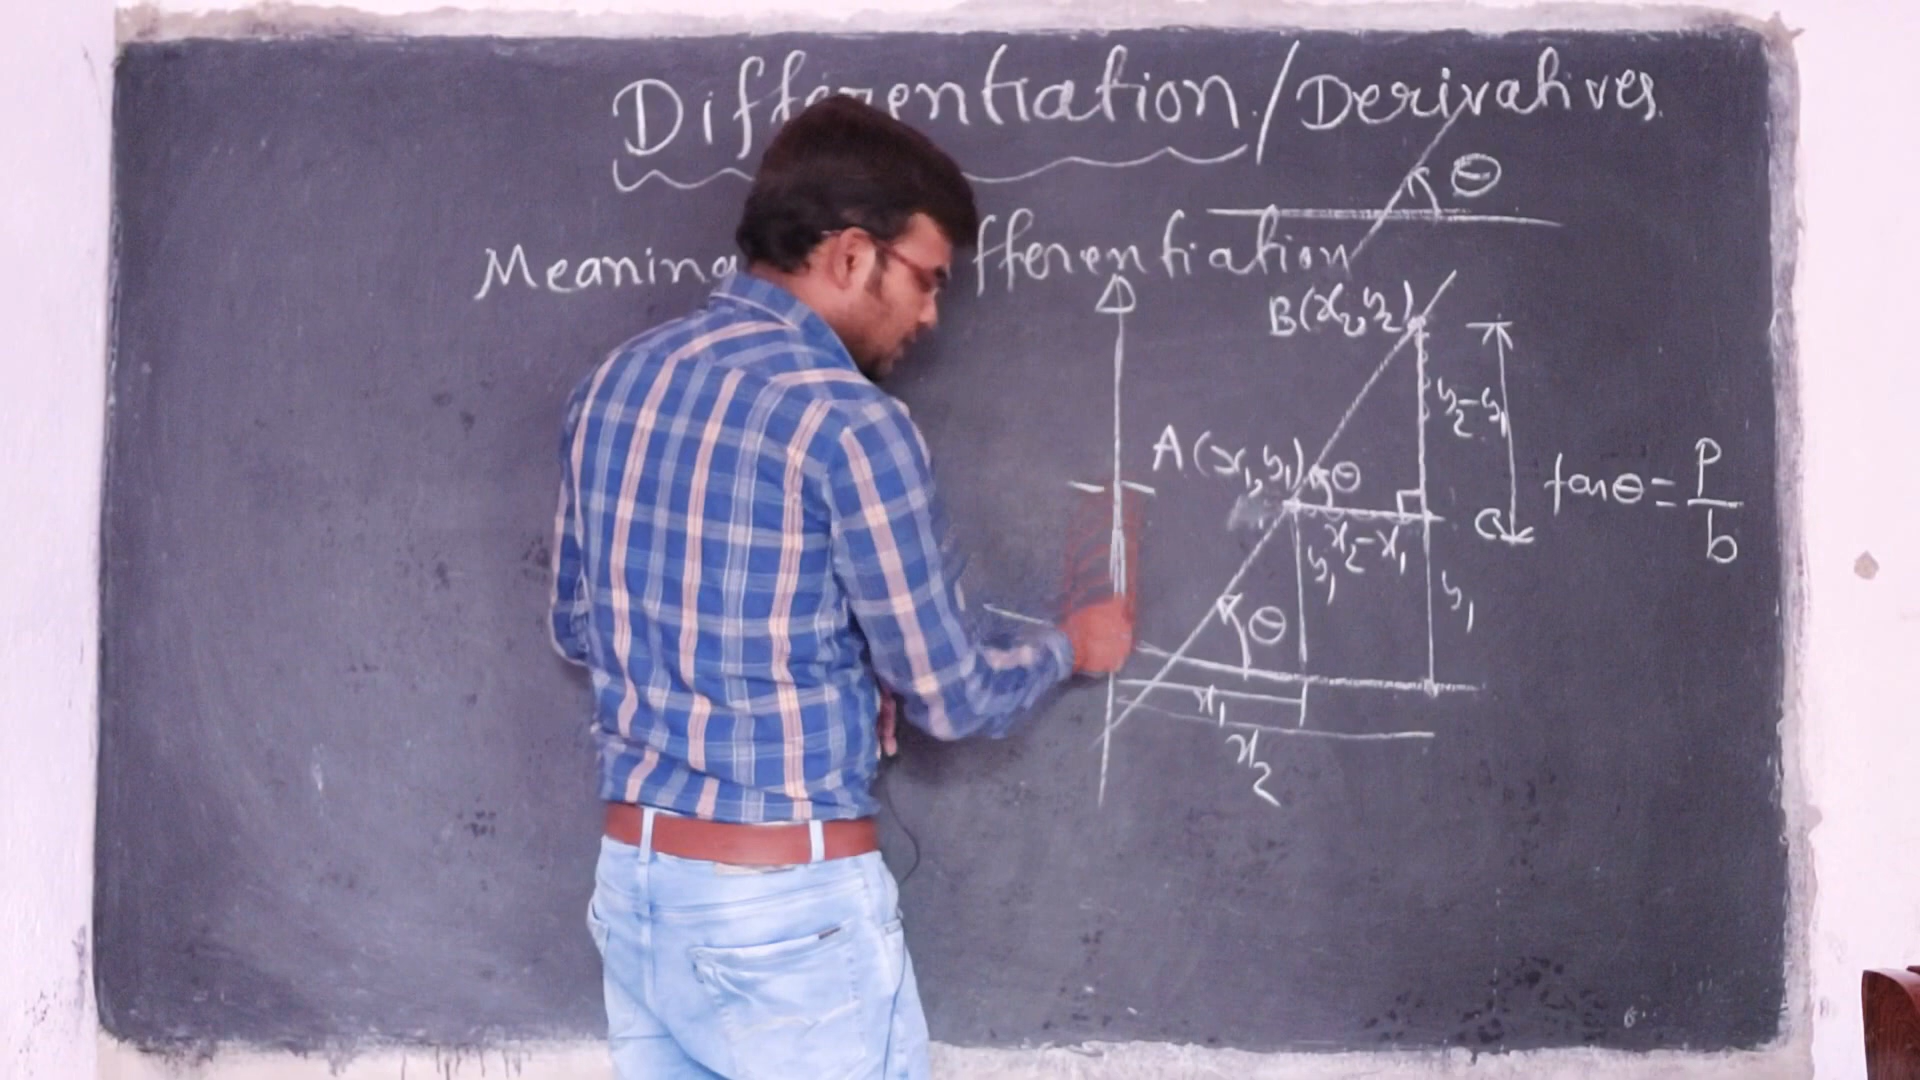 Differentiation/Derivatives
θ
Meaning fferentiation
B(x₂,y₂)
y₂-y₁
A(x₁,y₁) θ
tanθ = P/b
x₂-x₁
y₁
y₁
θ
x₁
x₂